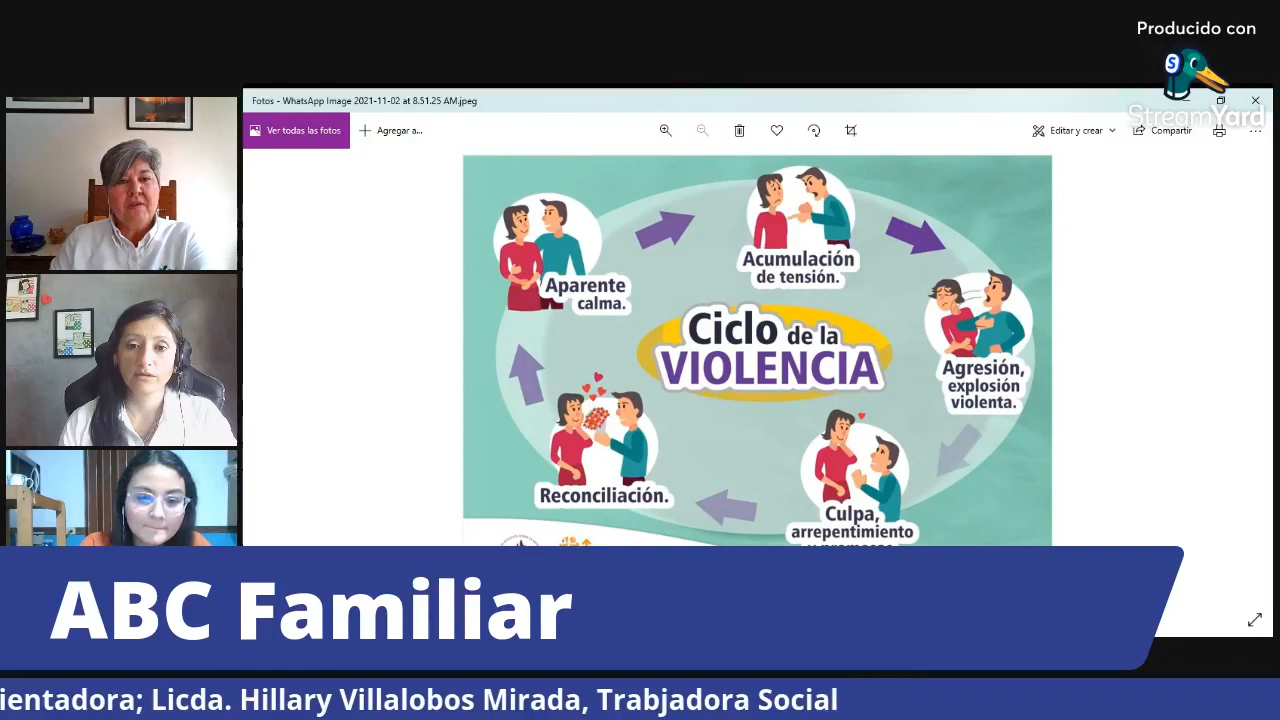 Producido con
StreamYard
Fotos - WhatsApp Image 2021-11-02 at 8.51.25 AM.jpeg
Ver todas las fotos
Agregar a...
Editar y crear
Compartir
Acumulación
de tensión.
Aparente
calma.
Ciclo de la
VIOLENCIA
Agresión,
explosión
violenta.
Reconciliación.
Culpa,
arrepentimiento
ABC Familiar
ientadora; Licda. Hillary Villalobos Mirada, Trabjadora Social